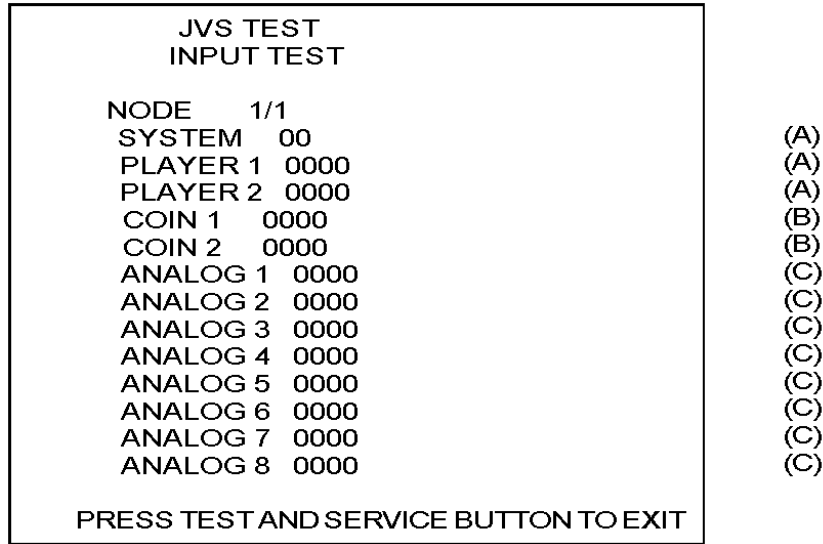 JVS TEST
INPUT TEST
NODE 1/1
SYSTEM 00 (A)
PLAYER 1 0000 (A)
PLAYER 2 0000 (A)
COIN 1 0000 (B)
COIN 2 0000 (B)
ANALOG 1 0000 (C)
ANALOG 2 0000 (C)
ANALOG 3 0000 (C)
ANALOG 4 0000 (C)
ANALOG 5 0000 (C)
ANALOG 6 0000 (C)
ANALOG 7 0000 (C)
ANALOG 8 0000 (C)
PRESS TEST AND SERVICE BUTTON TO EXIT